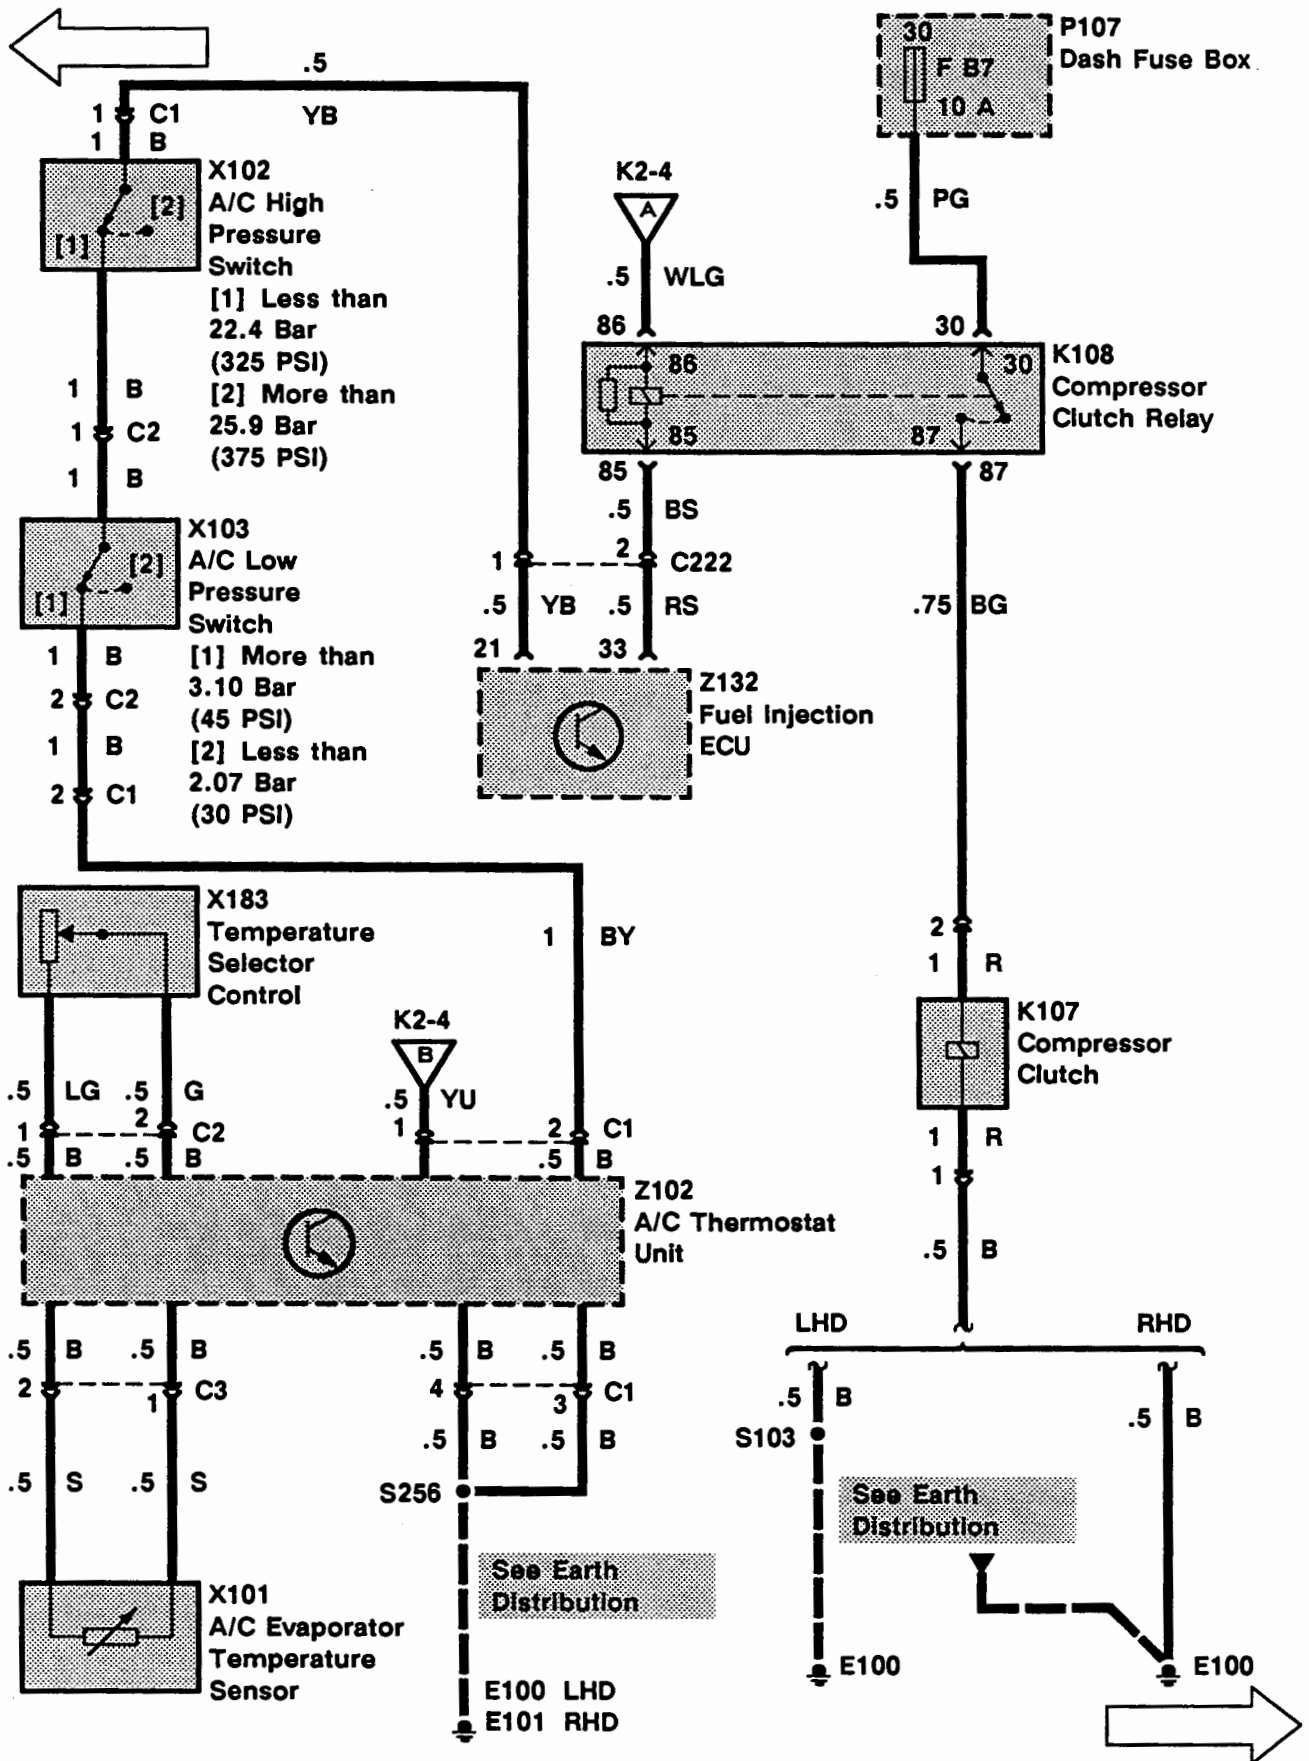 .5
YB
1 C1
1 B
X102
A/C High
Pressure
Switch
[1] Less than
22.4 Bar
(325 PSI)
[2] More than
25.9 Bar
(375 PSI)
[2]
[1]
1 B
1 C2
1 B
X103
A/C Low
Pressure
Switch
[1] More than
3.10 Bar
(45 PSI)
[2] Less than
2.07 Bar
(30 PSI)
[2]
[1]
1 B
2 C2
1 B
2 C1
P107
Dash Fuse Box
30
F B7
10 A
.5 PG
K2-4
A
.5 WLG
86
30
86
30
85
87
K108
Compressor
Clutch Relay
85
87
.5 BS
1
2 C222
.5 YB
.5 RS
21
33
Z132
Fuel Injection
ECU
.75 BG
X183
Temperature
Selector
Control
1 BY
.5 LG
.5 G
1
2 C2
.5 B
.5 B
K2-4
B
.5 YU
1
2 C1
.5 B
Z102
A/C Thermostat
Unit
2
1 R
K107
Compressor
Clutch
1 R
1
.5 B
.5 B
.5 B
2
1 C3
.5 S
.5 S
X101
A/C Evaporator
Temperature
Sensor
.5 B
.5 B
4
3 C1
.5 B
.5 B
S256
See Earth
Distribution
E100 LHD
E101 RHD
LHD
RHD
.5 B
S103
.5 B
See Earth
Distribution
E100
E100